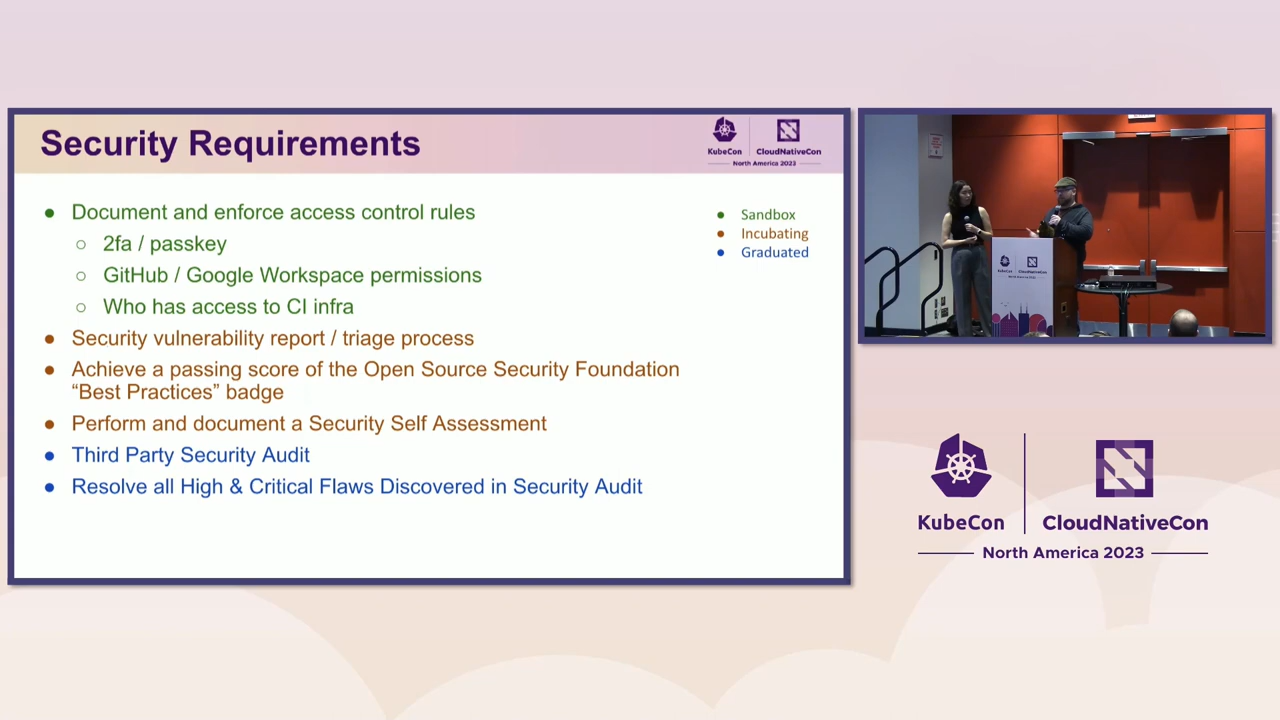 Security Requirements
KubeCon
CloudNativeCon
North America 2023
● Document and enforce access control rules
○ 2fa / passkey
○ GitHub / Google Workspace permissions
○ Who has access to CI infra
● Security vulnerability report / triage process
● Achieve a passing score of the Open Source Security Foundation
“Best Practices” badge
● Perform and document a Security Self Assessment
● Third Party Security Audit
● Resolve all High & Critical Flaws Discovered in Security Audit
● Sandbox
● Incubating
● Graduated
KubeCon
CloudNativeCon
North America 2023